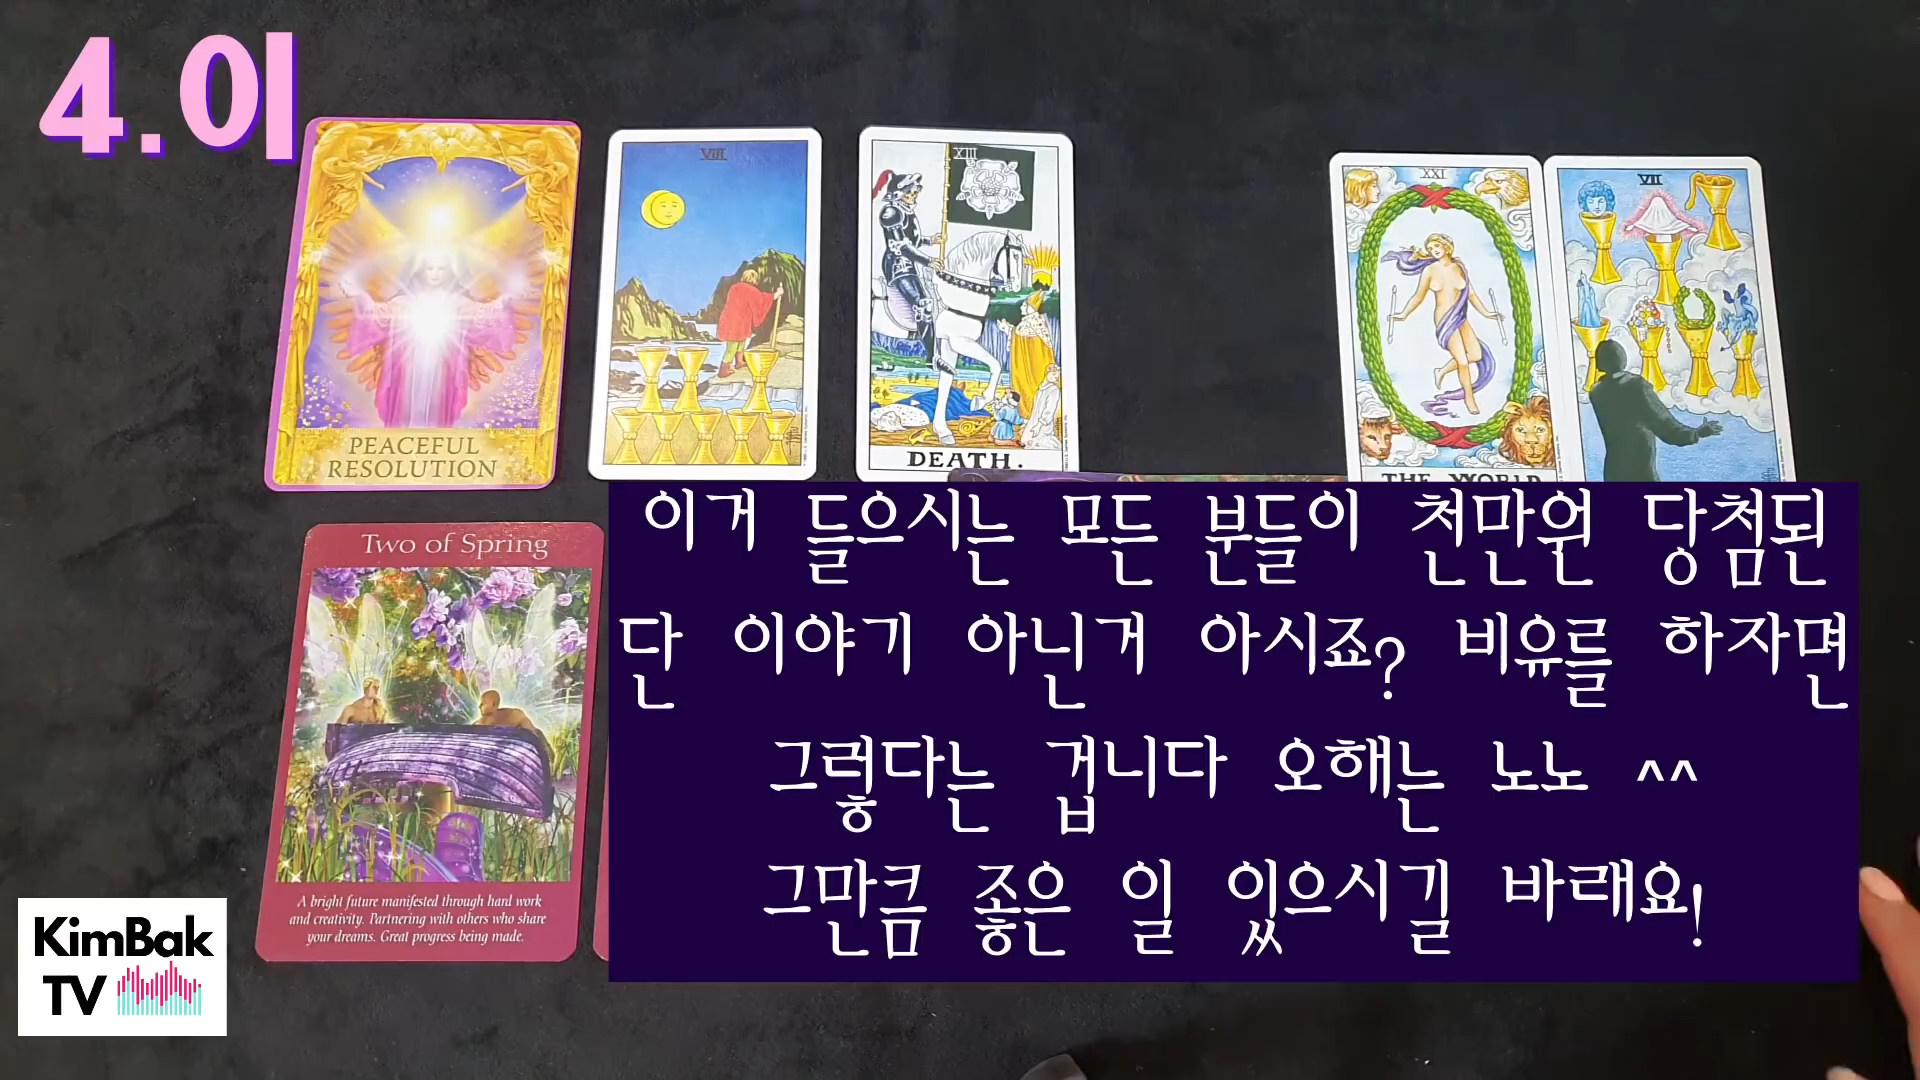 4.이
VIII
XIII
XXI
VII
PEACEFUL
RESOLUTION
DEATH.
THE WORLD
Two of Spring
A bright future manifested through hard work
and creativity. Partnering with others who share
your dreams. Great progress being made.
이거 들으시는 모든 분들이 천만원 당첨된
단 이야기 아닌거 아시죠? 비유를 하자면
그렇다는 겁니다 오해는 노노 ^^
그만큼 좋은 일 있으시길 바래요!
KimBak
TV